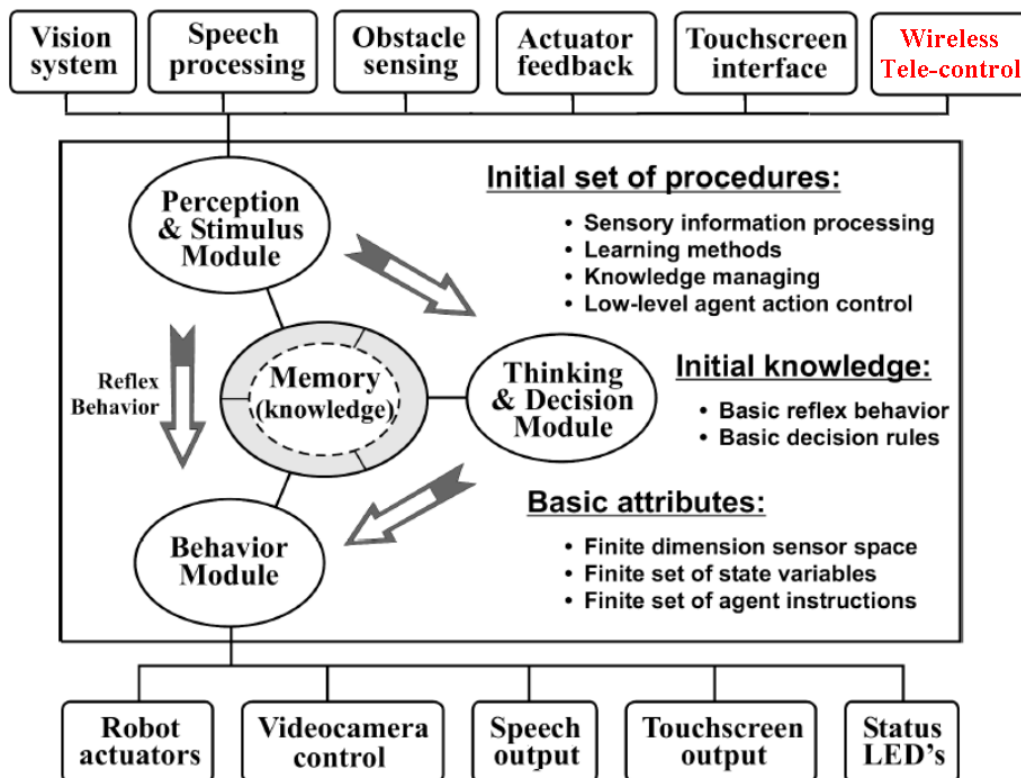 Vision
system
Speech
processing
Obstacle
sensing
Actuator
feedback
Touchscreen
interface
Wireless
Tele-control
Perception
& Stimulus
Module
Initial set of procedures:
• Sensory information processing
• Learning methods
• Knowledge managing
• Low-level agent action control
Reflex
Behavior
Memory
(knowledge)
Thinking
& Decision
Module
Initial knowledge:
• Basic reflex behavior
• Basic decision rules
Behavior
Module
Basic attributes:
• Finite dimension sensor space
• Finite set of state variables
• Finite set of agent instructions
Robot
actuators
Videocamera
control
Speech
output
Touchscreen
output
Status
LED's